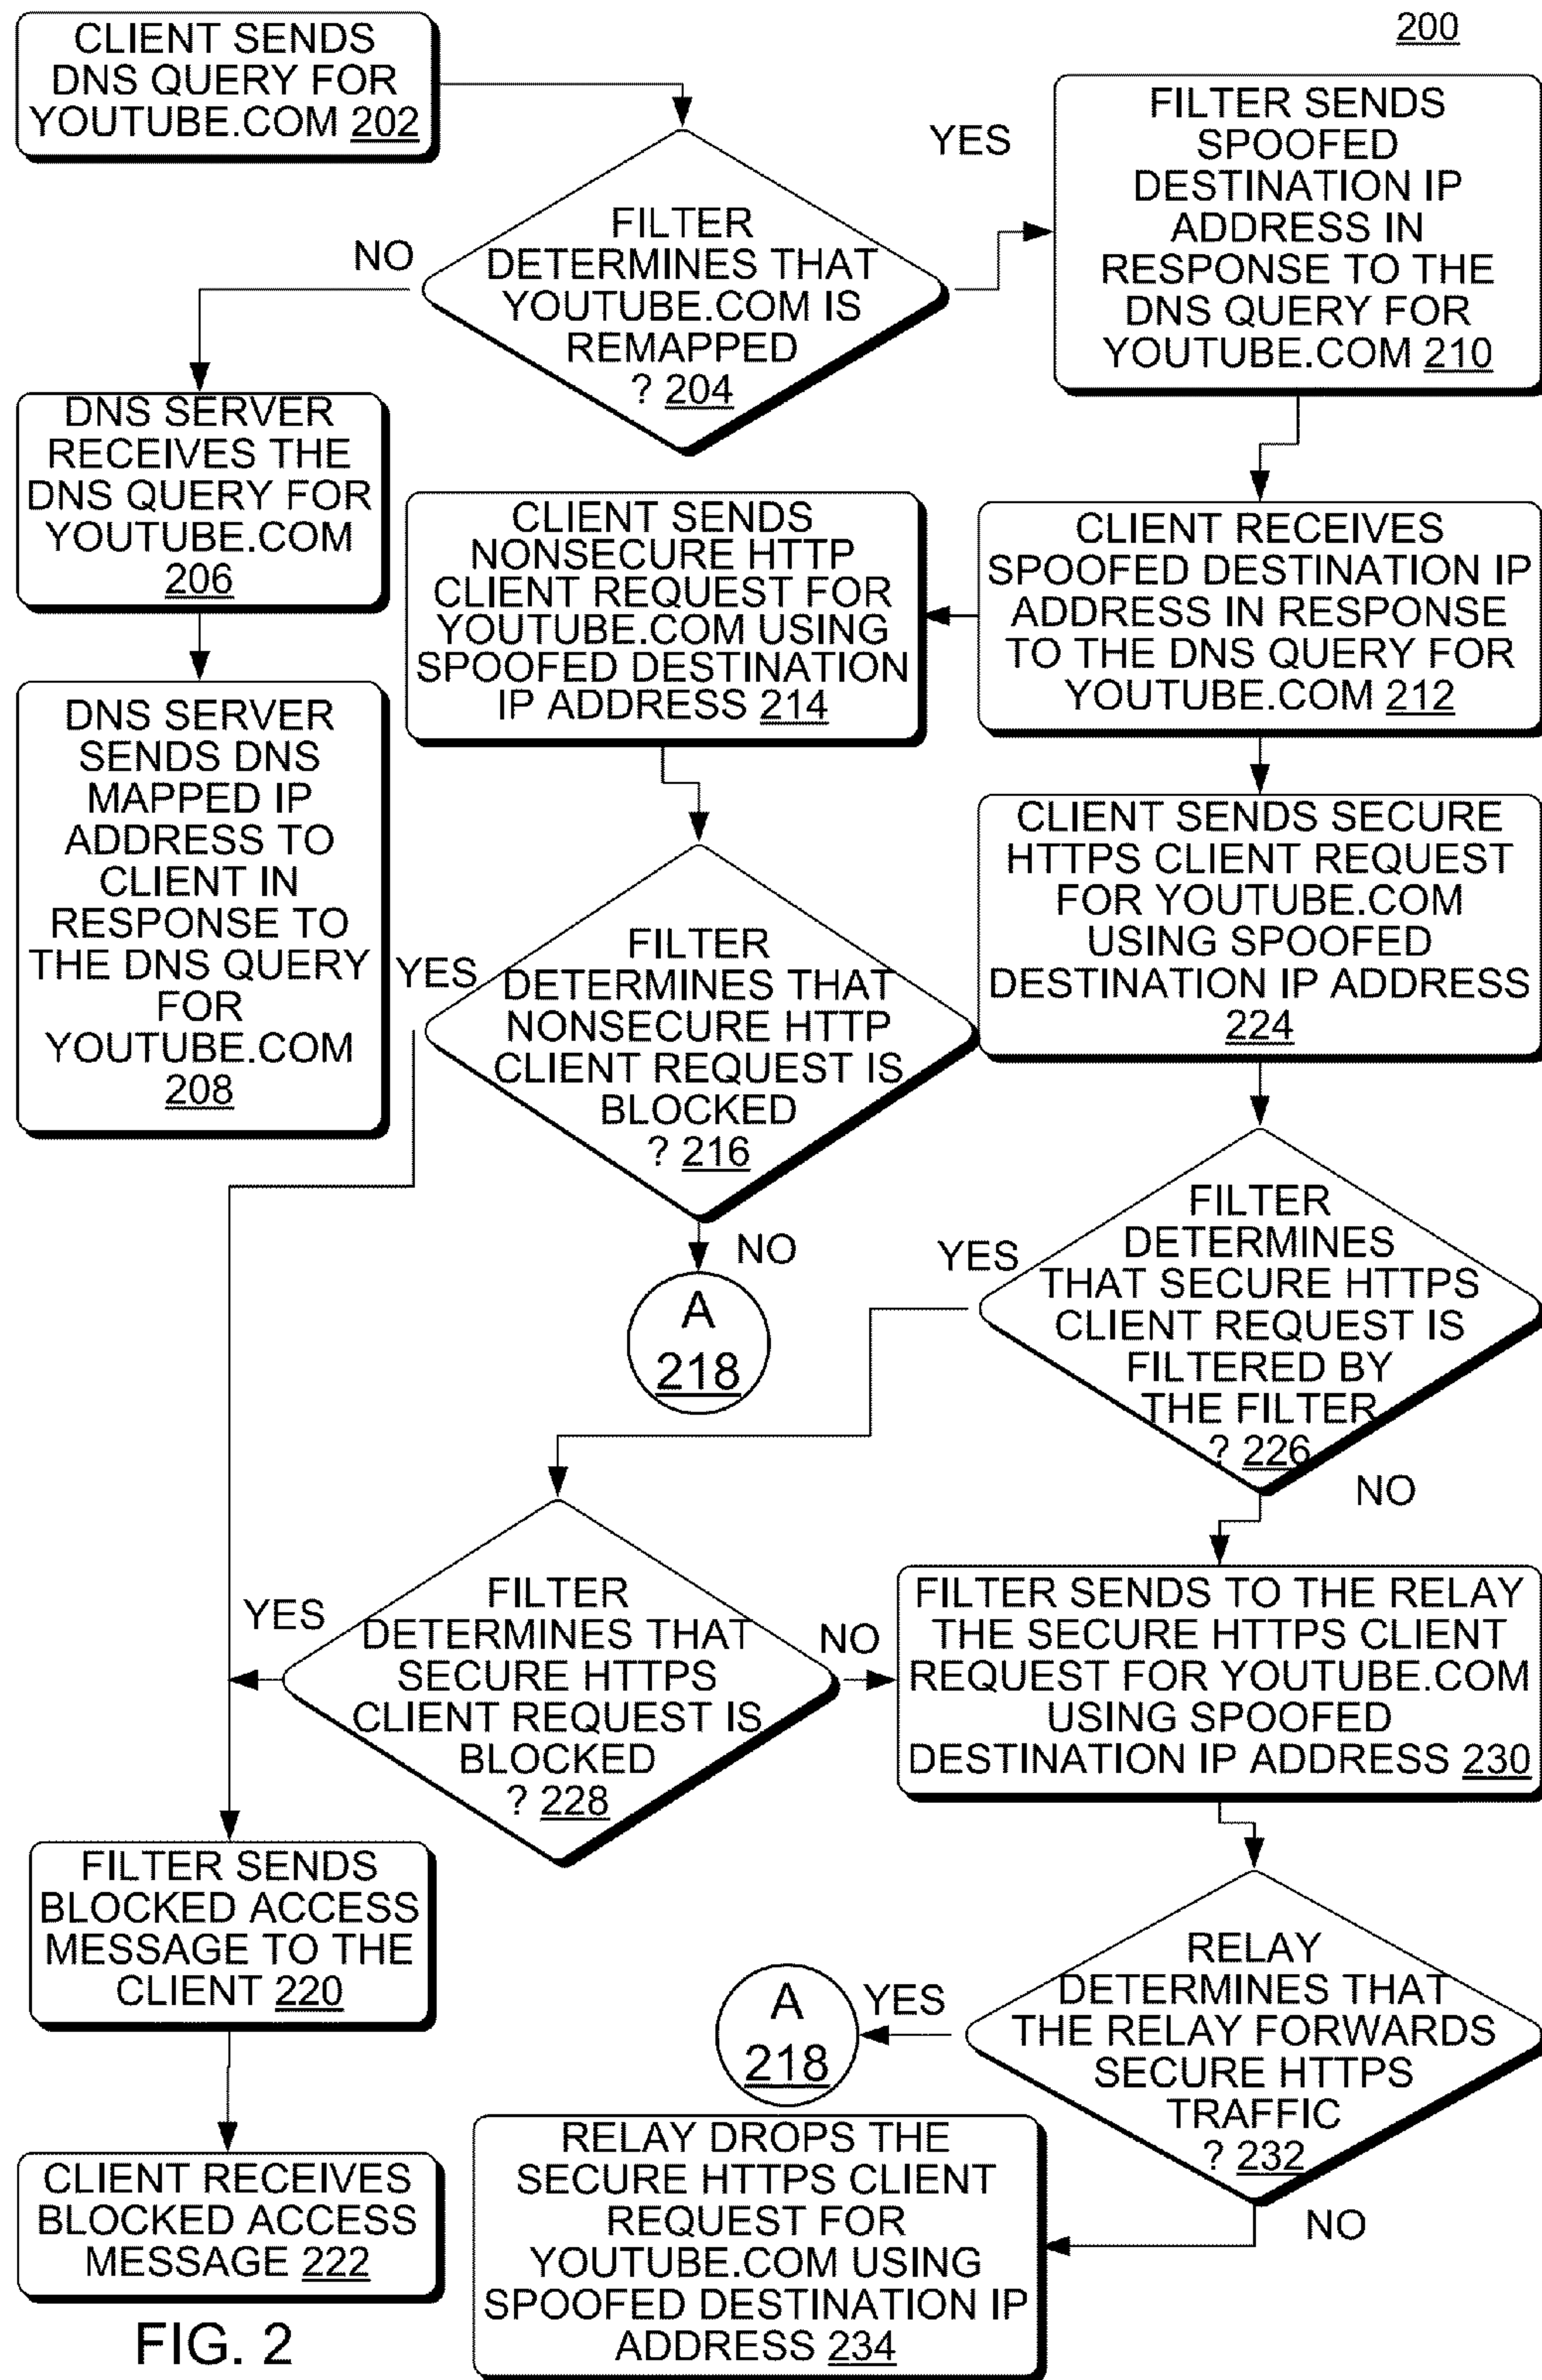 200
CLIENT SENDS
DNS QUERY FOR
YOUTUBE.COM 202
FILTER
DETERMINES THAT
YOUTUBE.COM IS
REMAPPED
? 204
NO
YES
DNS SERVER
RECEIVES THE
DNS QUERY FOR
YOUTUBE.COM
206
DNS SERVER
SENDS DNS
MAPPED IP
ADDRESS TO
CLIENT IN
RESPONSE TO
THE DNS QUERY
FOR
YOUTUBE.COM
208
FILTER SENDS
SPOOFED
DESTINATION IP
ADDRESS IN
RESPONSE TO THE
DNS QUERY FOR
YOUTUBE.COM 210
CLIENT RECEIVES
SPOOFED DESTINATION IP
ADDRESS IN RESPONSE
TO THE DNS QUERY FOR
YOUTUBE.COM 212
CLIENT SENDS
NONSECURE HTTP
CLIENT REQUEST FOR
YOUTUBE.COM USING
SPOOFED DESTINATION
IP ADDRESS 214
FILTER
DETERMINES THAT
NONSECURE HTTP
CLIENT REQUEST IS
BLOCKED
? 216
YES
NO
A
218
CLIENT SENDS SECURE
HTTPS CLIENT REQUEST
FOR YOUTUBE.COM
USING SPOOFED
DESTINATION IP ADDRESS
224
FILTER
DETERMINES
THAT SECURE HTTPS
CLIENT REQUEST IS
FILTERED BY
THE FILTER
? 226
YES
NO
FILTER
DETERMINES THAT
SECURE HTTPS
CLIENT REQUEST IS
BLOCKED
? 228
YES
NO
FILTER SENDS TO THE RELAY
THE SECURE HTTPS CLIENT
REQUEST FOR YOUTUBE.COM
USING SPOOFED
DESTINATION IP ADDRESS 230
FILTER SENDS
BLOCKED ACCESS
MESSAGE TO THE
CLIENT 220
CLIENT RECEIVES
BLOCKED ACCESS
MESSAGE 222
RELAY
DETERMINES THAT
THE RELAY FORWARDS
SECURE HTTPS
TRAFFIC
? 232
YES
A
218
NO
RELAY DROPS THE
SECURE HTTPS CLIENT
REQUEST FOR
YOUTUBE.COM USING
SPOOFED DESTINATION IP
ADDRESS 234
FIG. 2